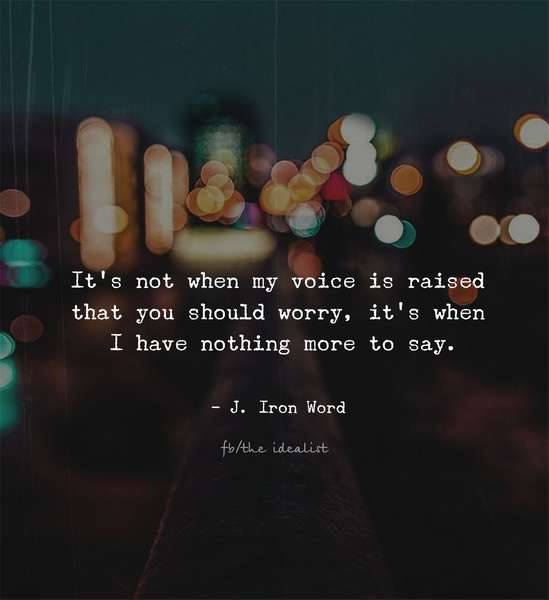 It's not when my voice is raised
that you should worry, it's when
I have nothing more to say.
- J. Iron Word
fb/the idealist